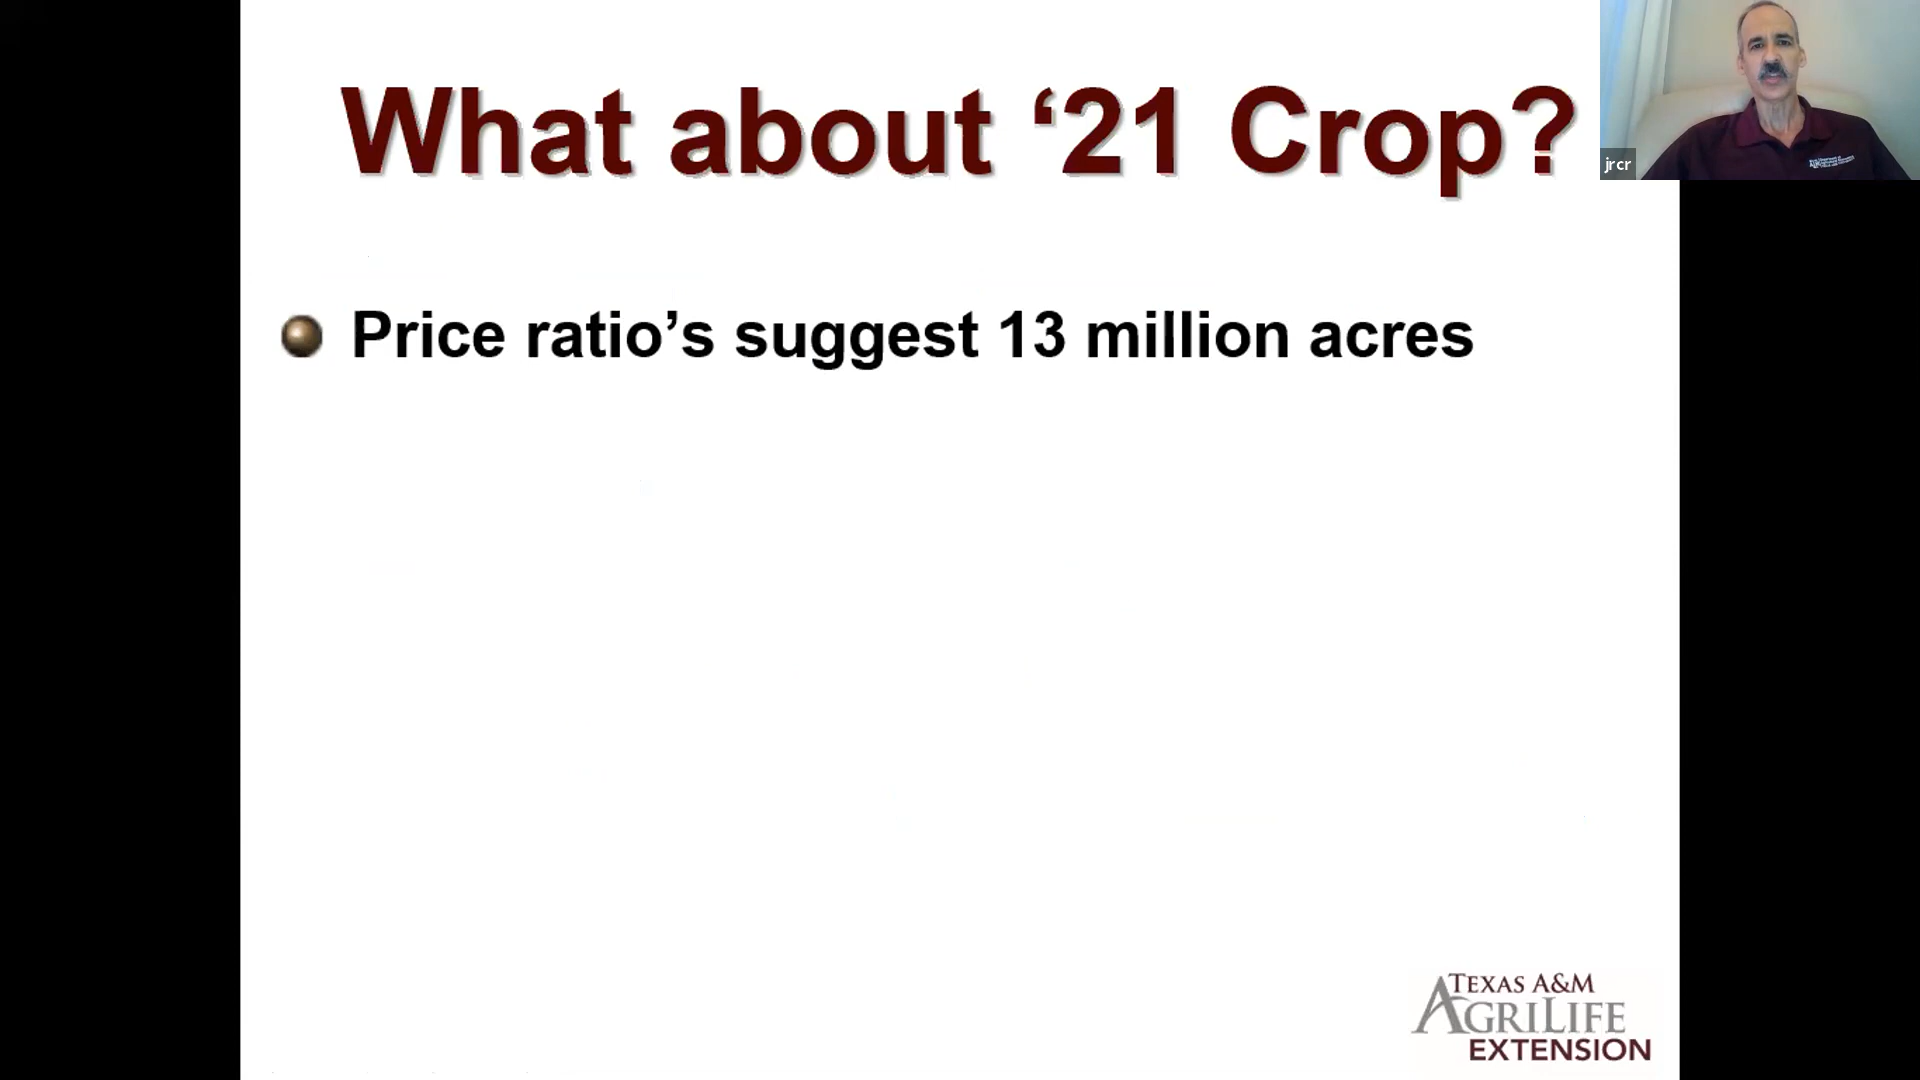 What about ‘21 Crop?
jrcr
Price ratio’s suggest 13 million acres
TEXAS A&M
AGRILIFE
EXTENSION